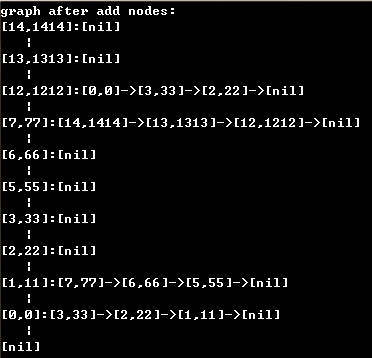 graph after add nodes:
[14,1414]:[nil]
¦
[13,1313]:[nil]
¦
[12,1212]:[0,0]->[3,33]->[2,22]->[nil]
¦
[7,77]:[14,1414]->[13,1313]->[12,1212]->[nil]
¦
[6,66]:[nil]
¦
[5,55]:[nil]
¦
[3,33]:[nil]
¦
[2,22]:[nil]
¦
[1,11]:[7,77]->[6,66]->[5,55]->[nil]
¦
[0,0]:[3,33]->[2,22]->[1,11]->[nil]
¦
[nil]